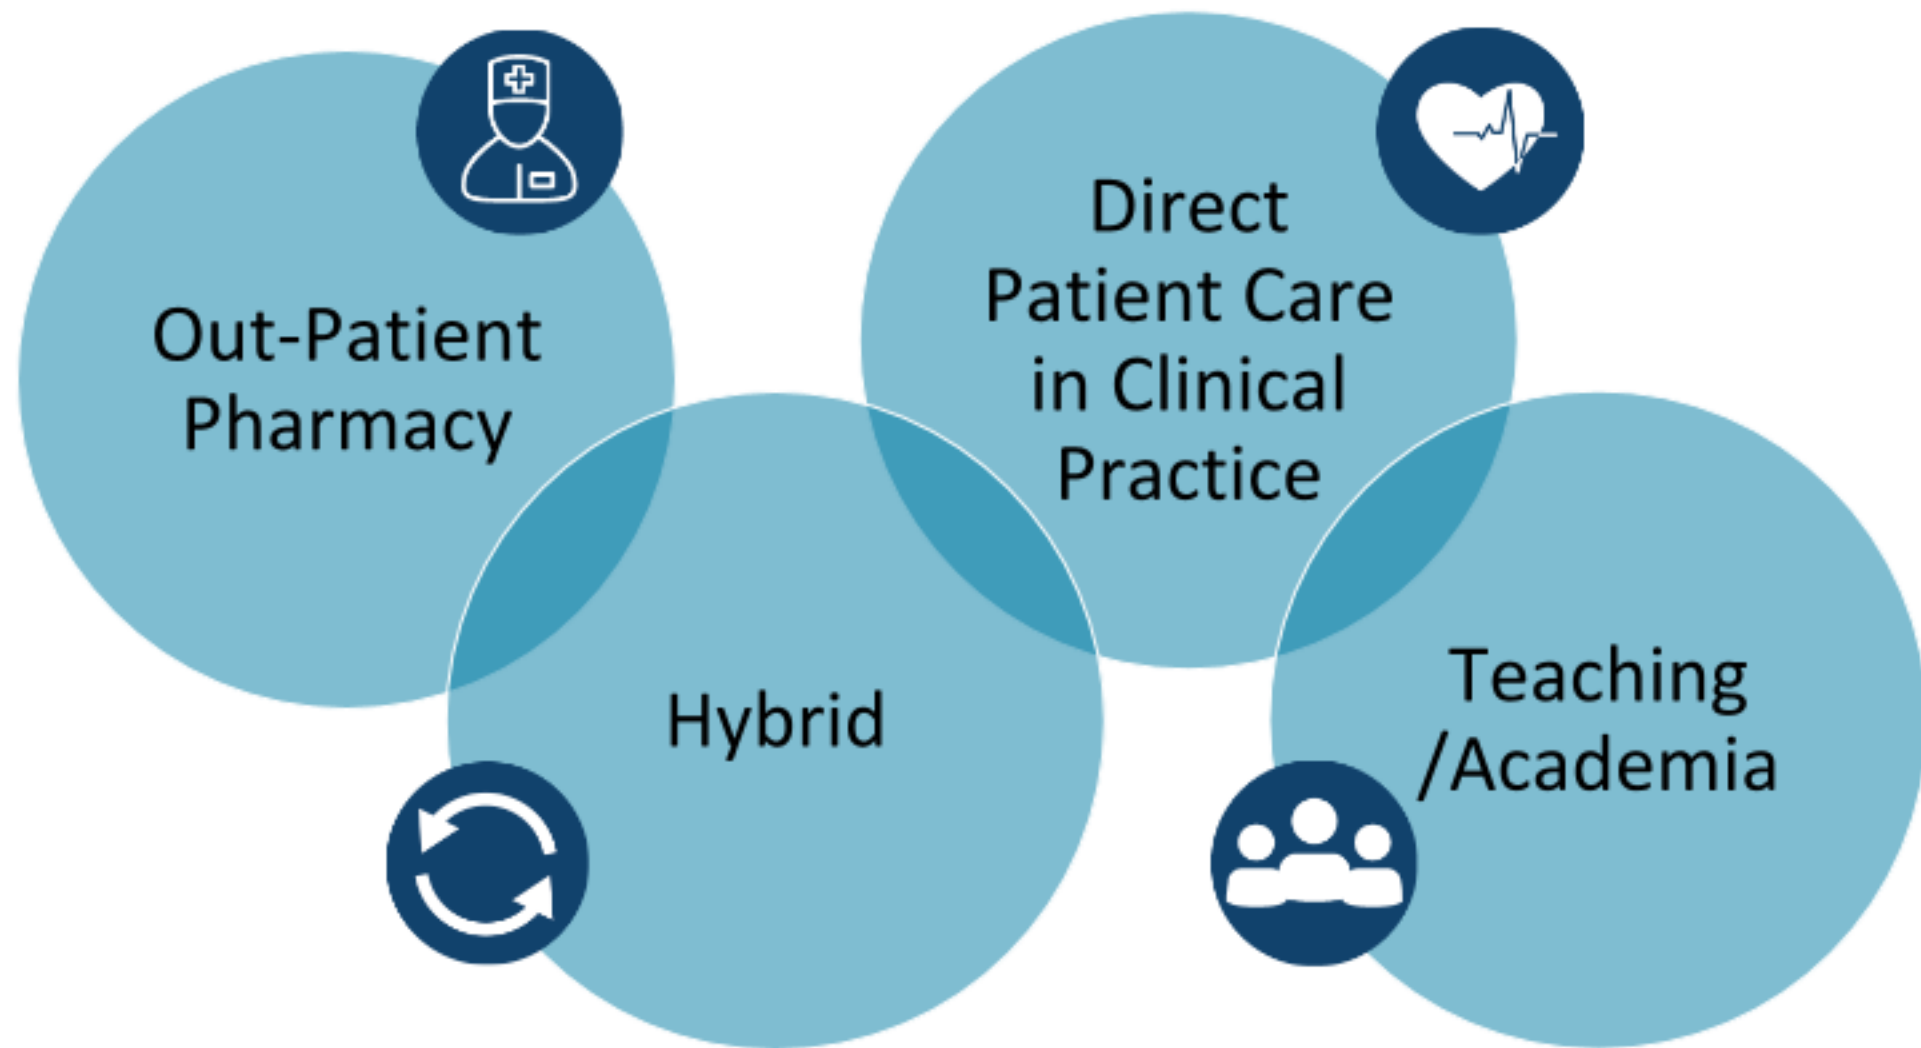 Out-Patient
Pharmacy
Hybrid
Direct
Patient Care
in Clinical
Practice
Teaching
/Academia